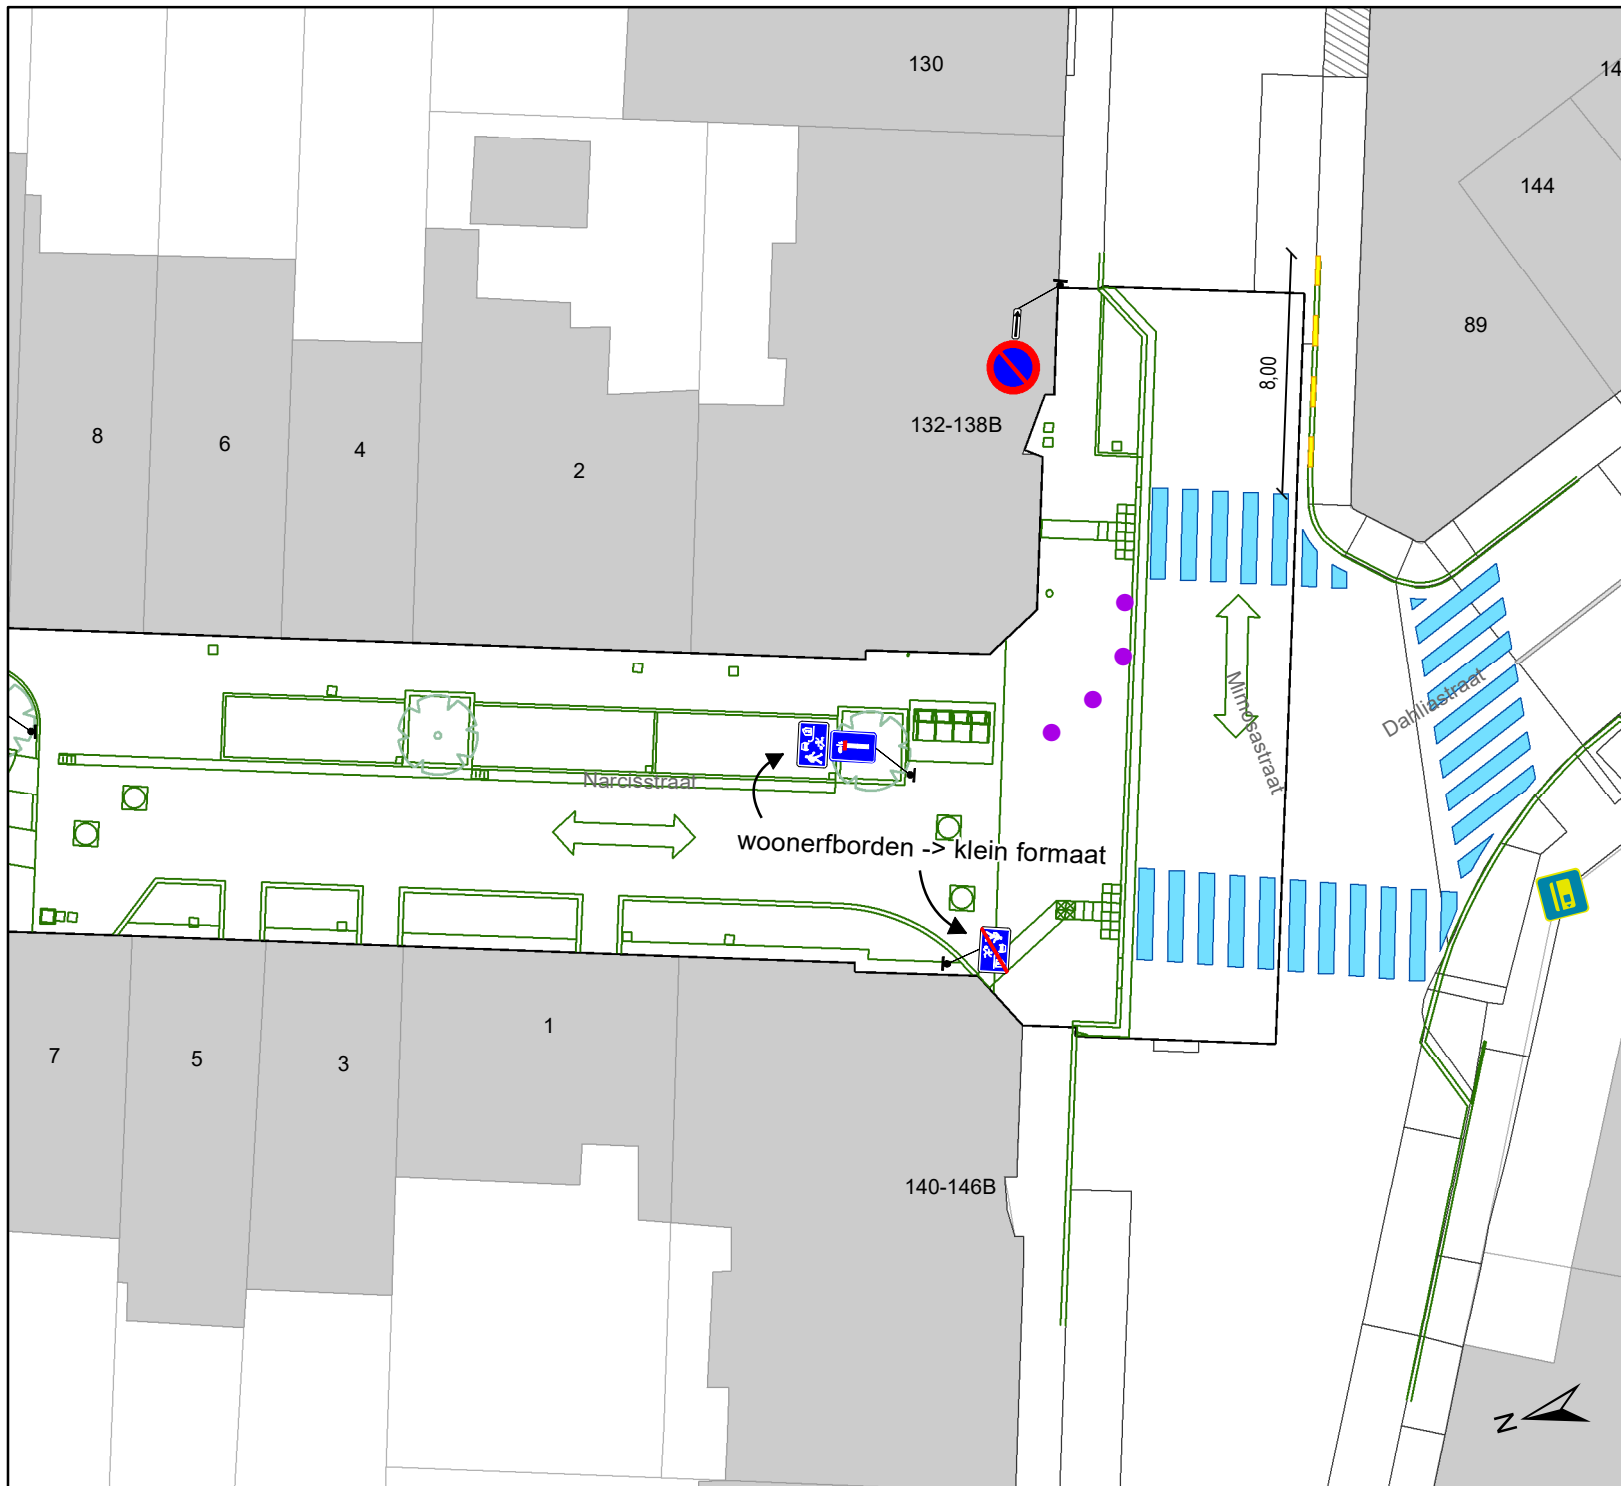 130
14
144
89
8,00
132-138B
8
6
4
2
Mimosastraat
Dahliastraat
Narcisstraat
woonerfborden -> klein formaat
1
7
5
3
140-146B
N